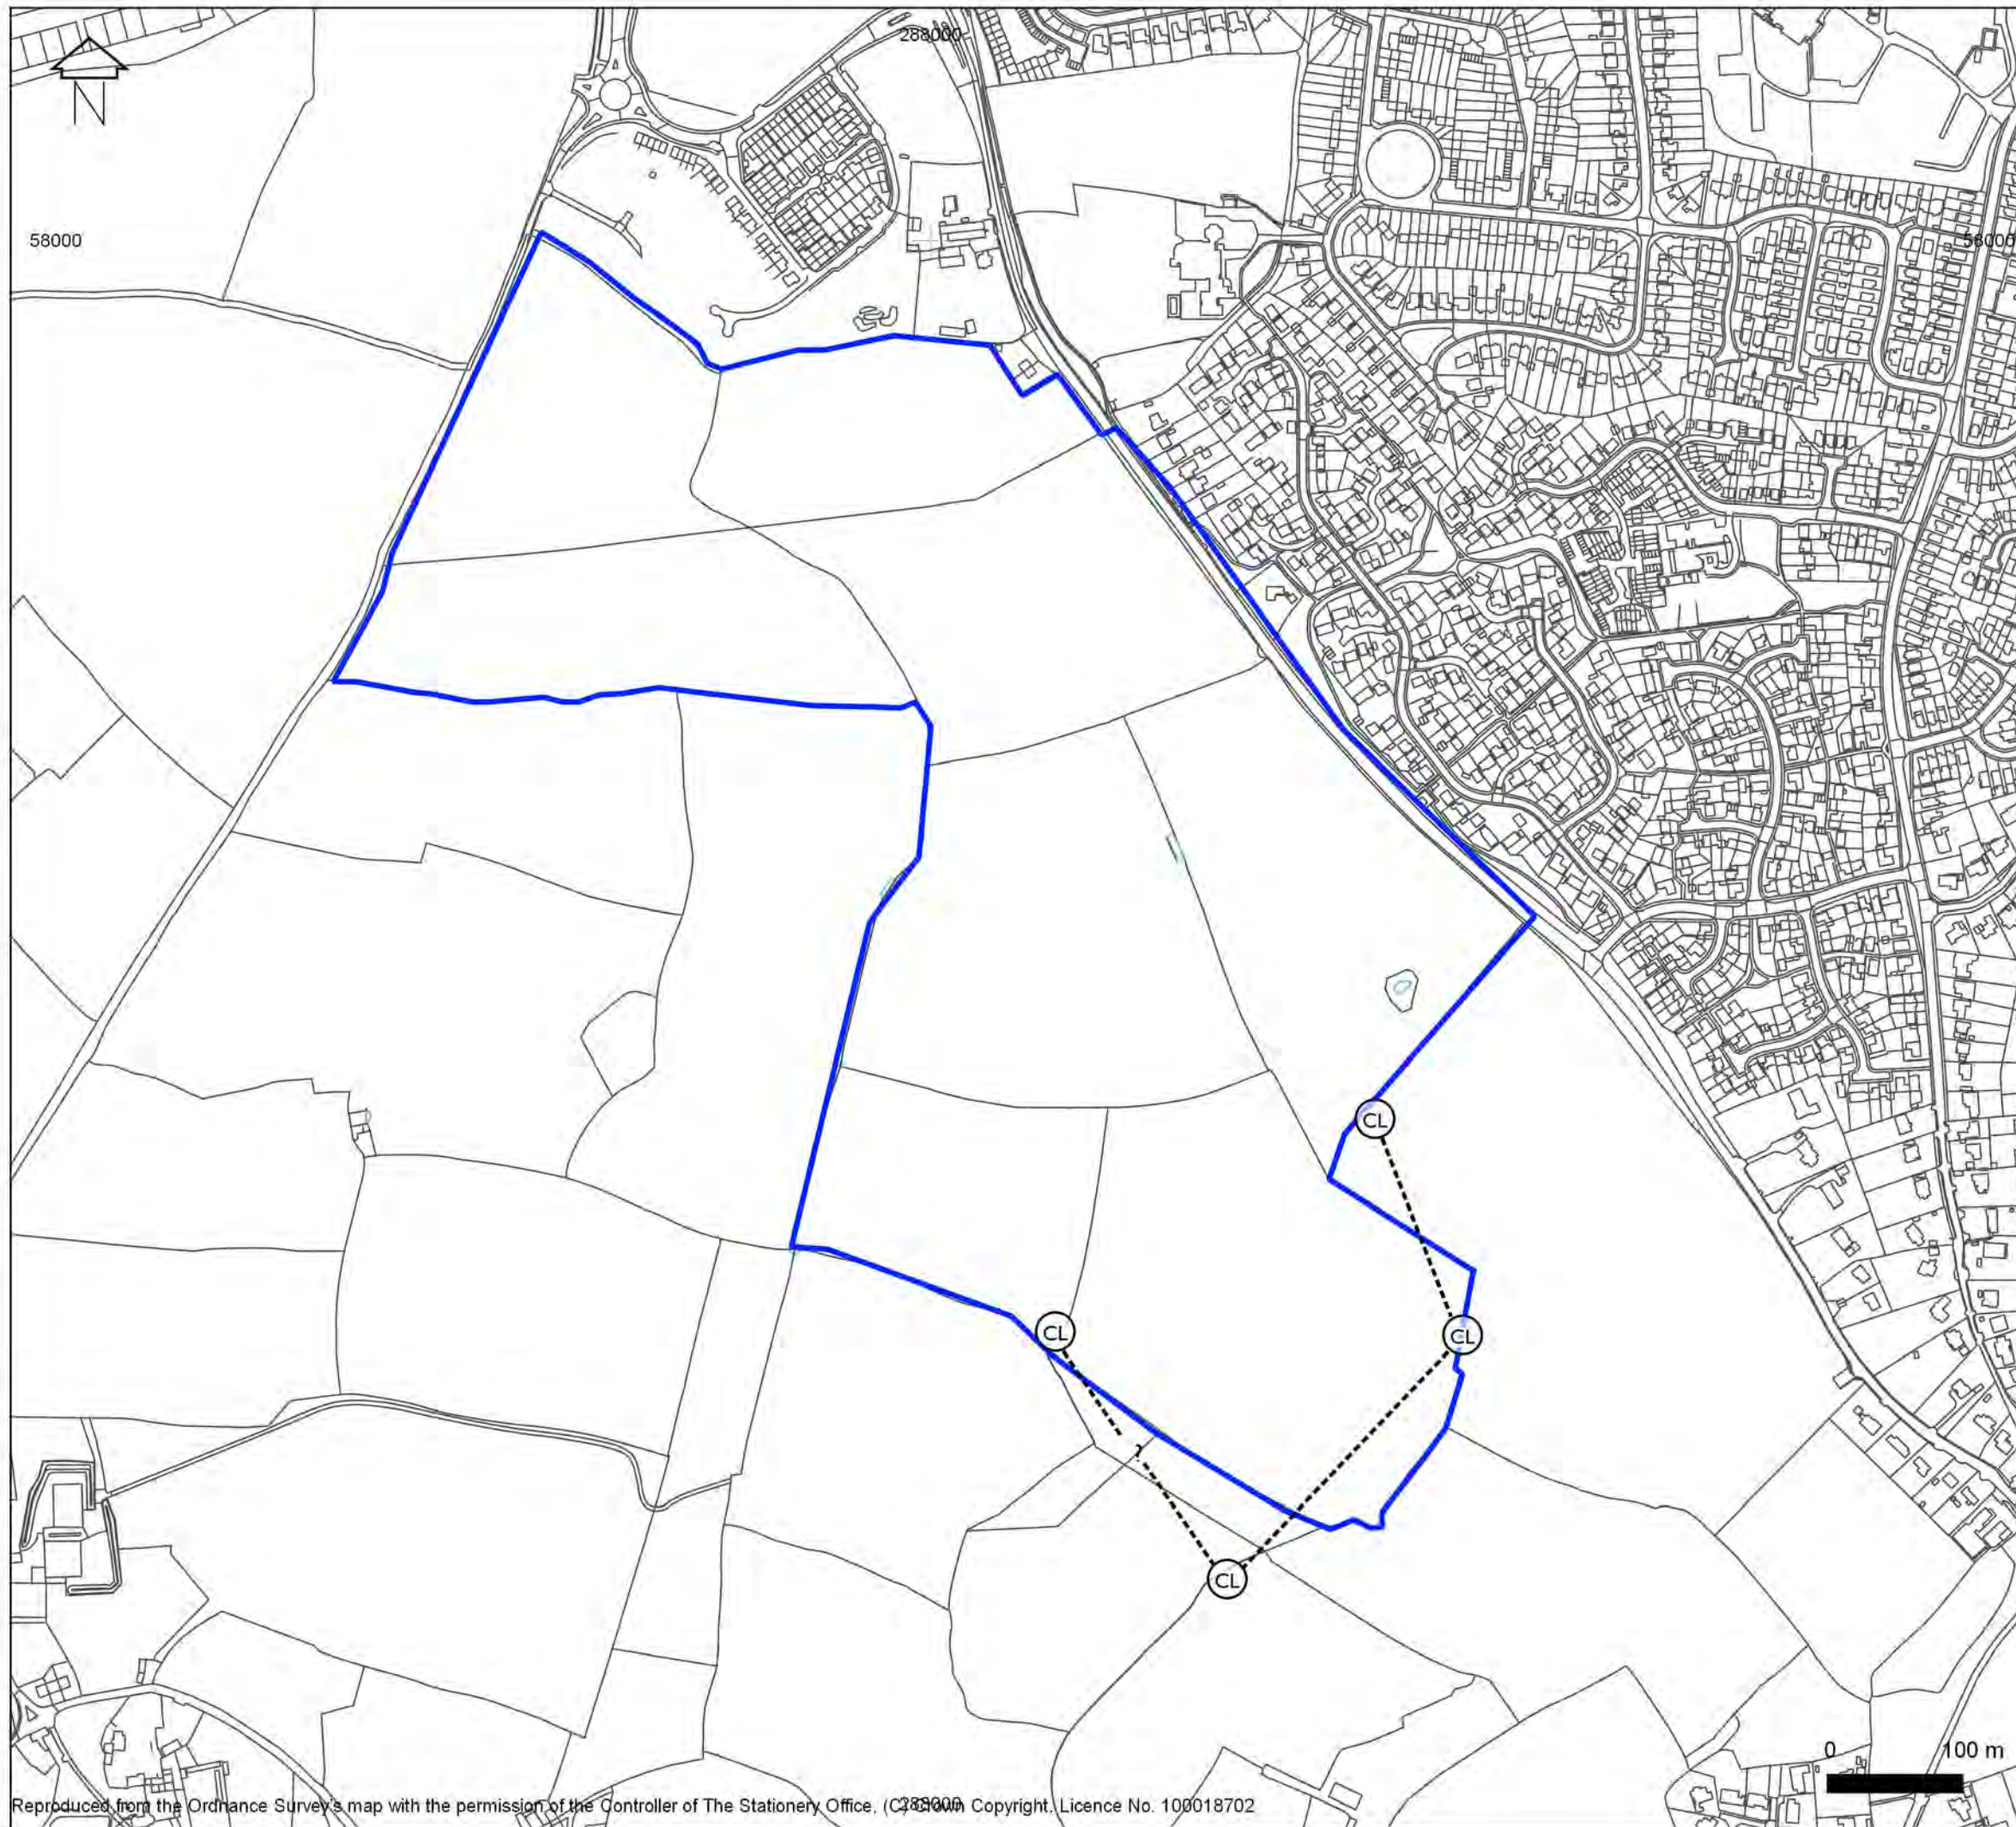 288000
N
58000
58000
CL
CL
CL
CL
0 100 m
Reproduced from the Ordnance Survey's map with the permission of the Controller of The Stationery Office, (C) Crown Copyright. Licence No. 100018702
288000